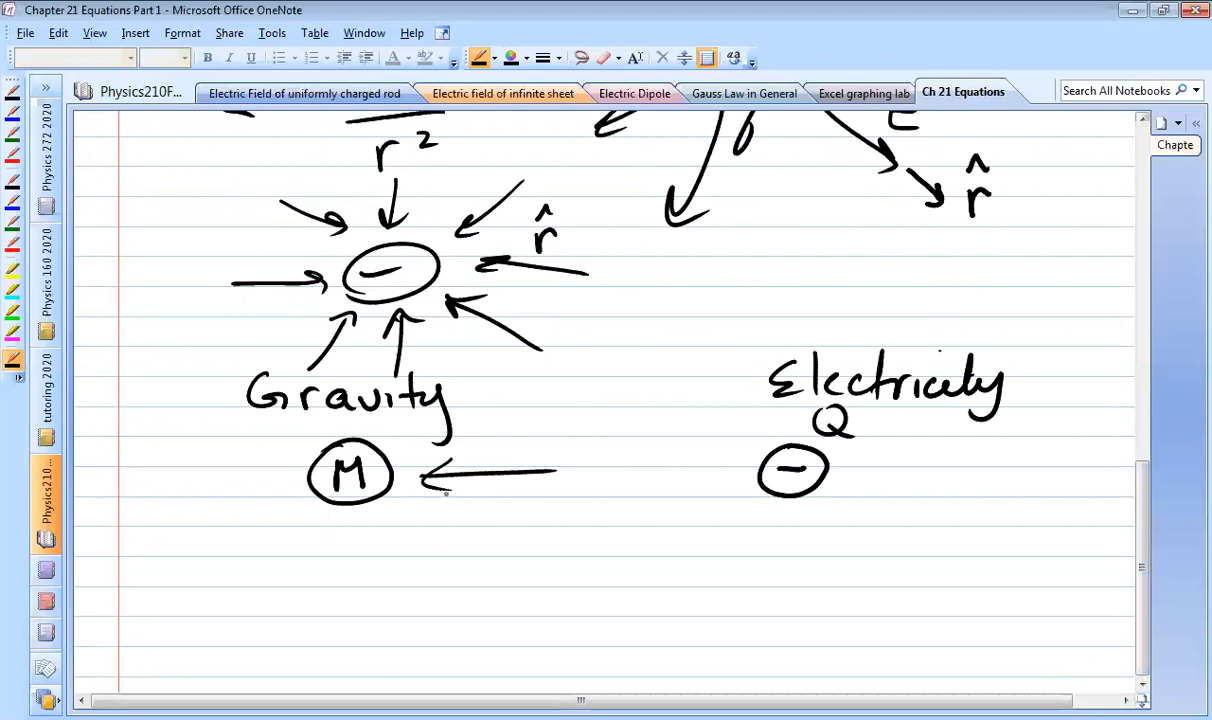 Chapter 21 Equations Part 1 - Microsoft Office OneNote
File Edit View Insert Format Share Tools Table Window Help
Physics210F... Electric Field of uniformly charged rod Electric field of infinite sheet Electric Dipole Gauss Law in General Excel graphing lab Ch 21 Equations Search All Notebooks
Chapte
Physics 272 2020
Physics 160 2020
tutoring 2020
Physics210...
r²
r̂
r̂
Gravity
Electricity
Q
M
−
−